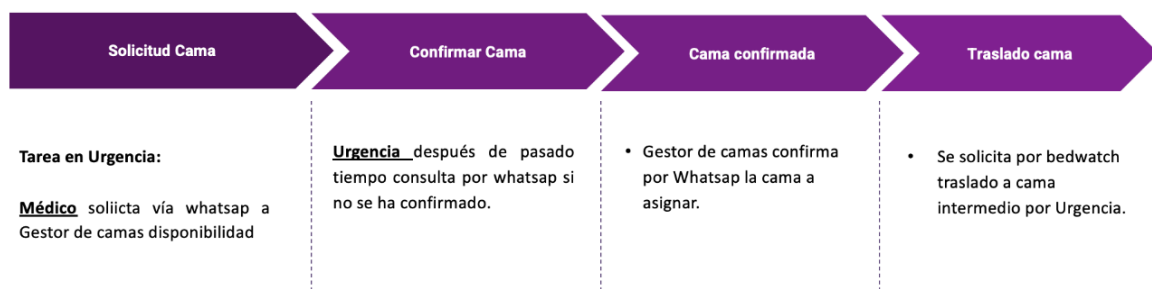 Solicitud Cama
Confirmar Cama
Cama confirmada
Traslado cama
Tarea en Urgencia:
Médico soliicta vía whatsap a
Gestor de camas disponibilidad
Urgencia después de pasado
tiempo consulta por whatsap si
no se ha confirmado.
• Gestor de camas confirma
por Whatsap la cama a
asignar.
• Se solicita por bedwatch
traslado a cama
intermedio por Urgencia.